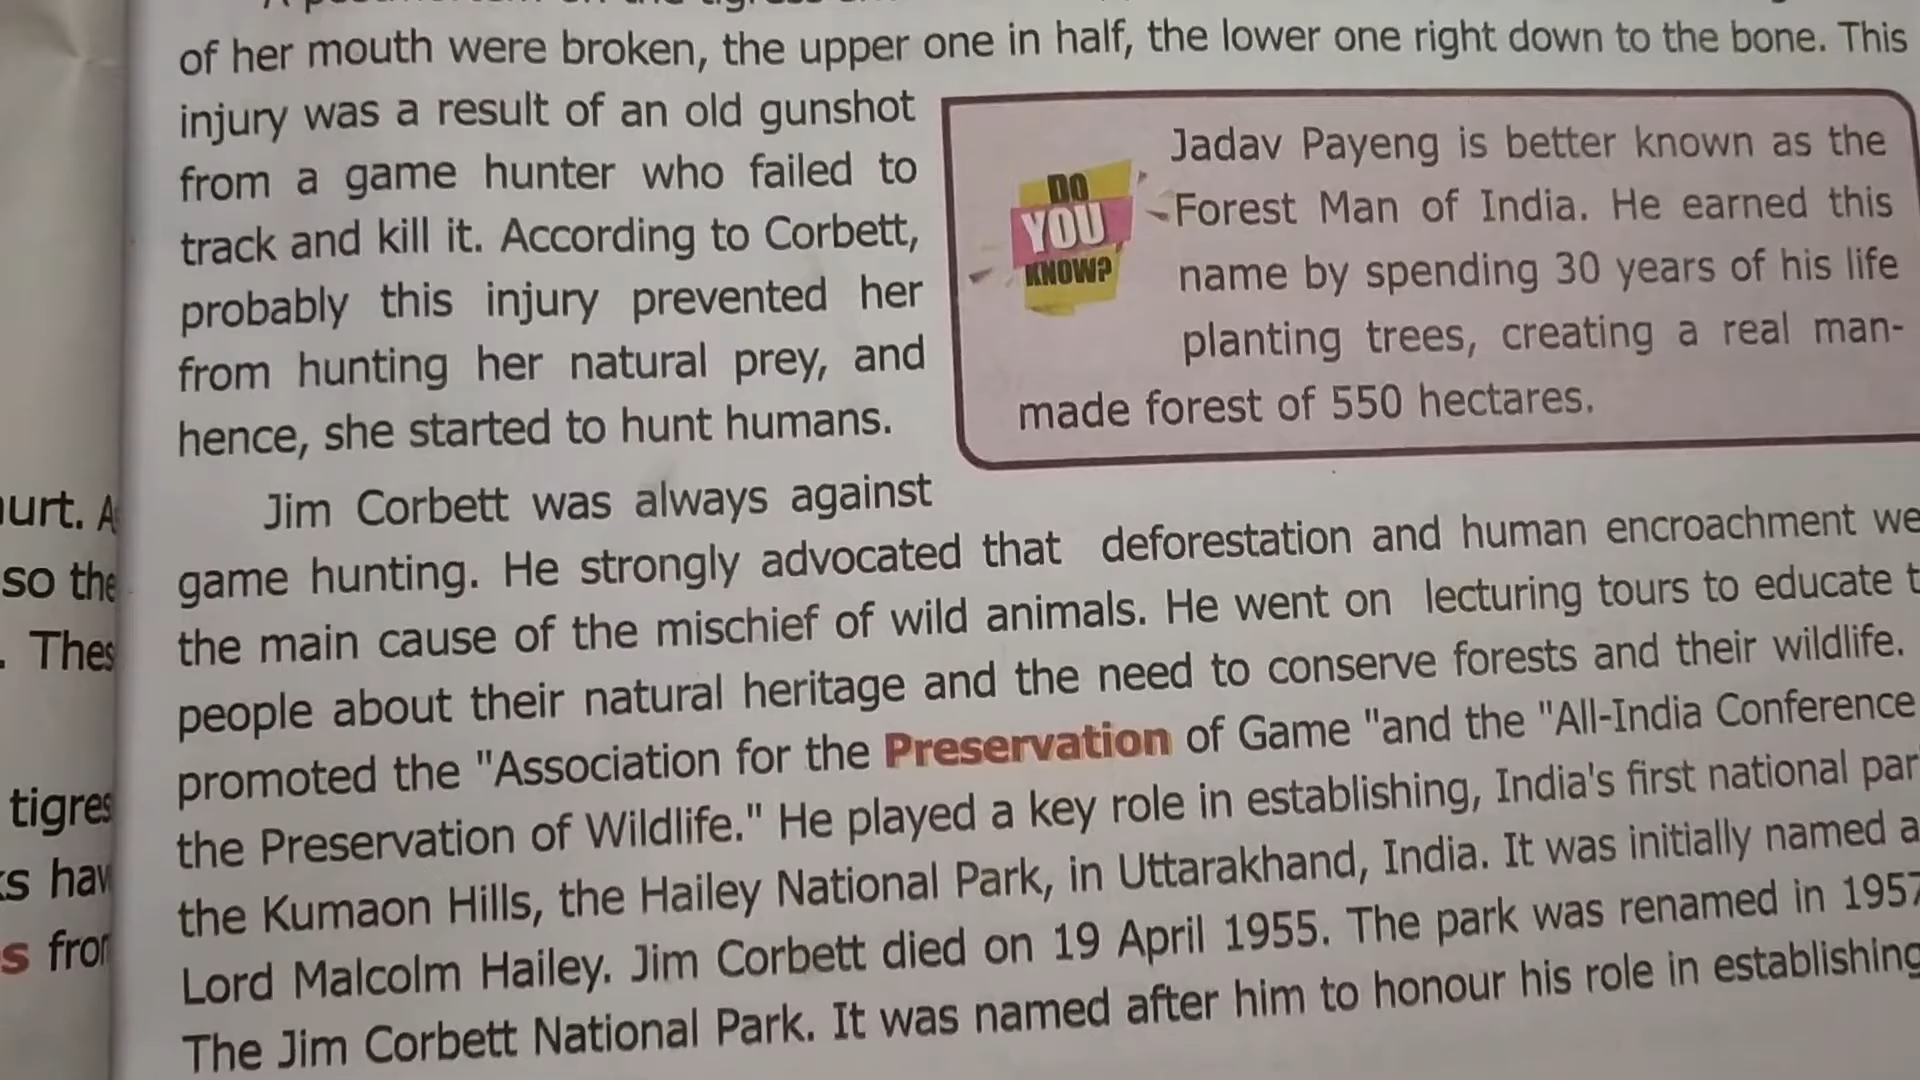 of her mouth were broken, the upper one in half, the lower one right down to the bone. This
injury was a result of an old gunshot
from a game hunter who failed to
track and kill it. According to Corbett,
probably this injury prevented her
from hunting her natural prey, and
hence, she started to hunt humans.
DO
YOU
KNOW?
Jadav Payeng is better known as the
Forest Man of India. He earned this
name by spending 30 years of his life
planting trees, creating a real man-
made forest of 550 hectares.
Jim Corbett was always against
game hunting. He strongly advocated that deforestation and human encroachment
the main cause of the mischief of wild animals. He went on lecturing tours to educate
people about their natural heritage and the need to conserve forests and their wildlife.
promoted the "Association for the Preservation of Game "and the "All-India Conference
the Preservation of Wildlife." He played a key role in establishing, India's first national
the Kumaon Hills, the Hailey National Park, in Uttarakhand, India. It was initially named
Lord Malcolm Hailey. Jim Corbett died on 19 April 1955. The park was renamed in 1957
The Jim Corbett National Park. It was named after him to honour his role in establishing